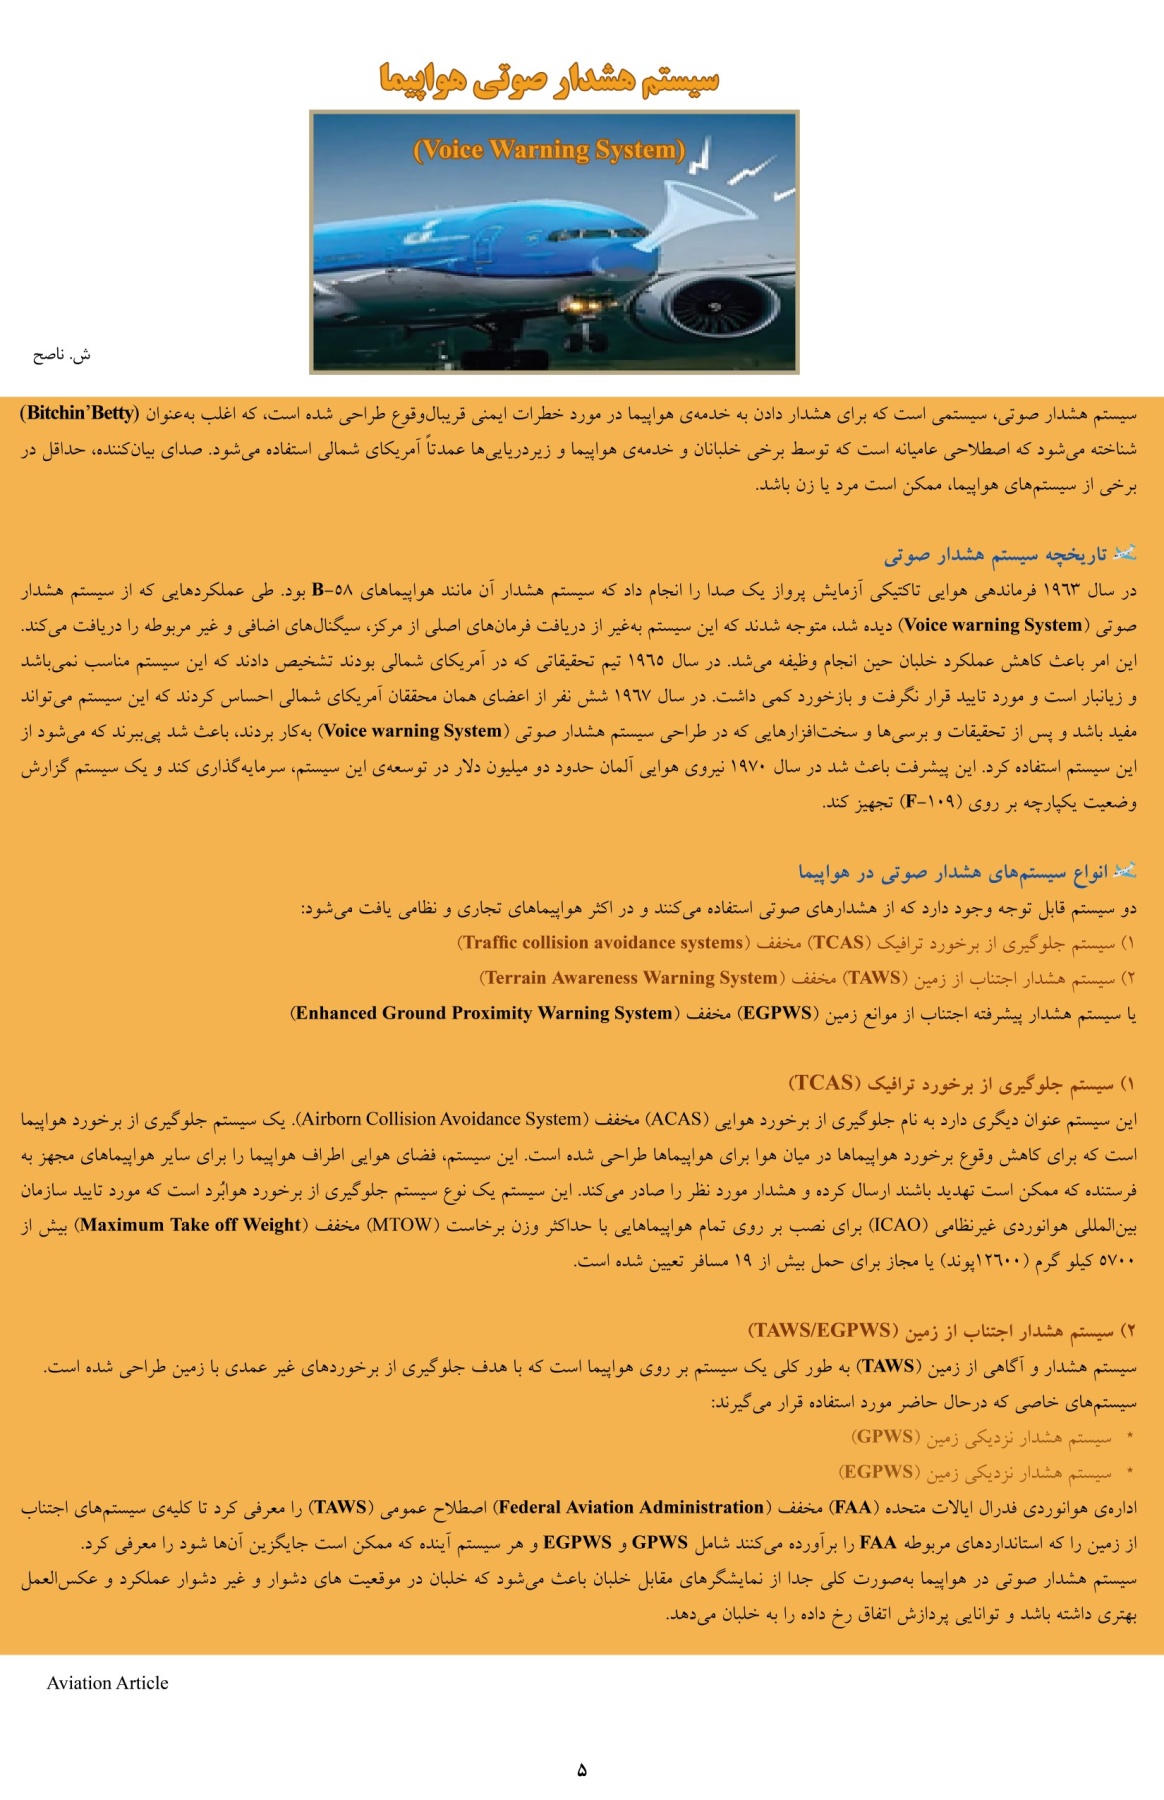 سیستم هشدار صوتی هواپیما
(Voice Warning System)
ش. ناصح
سیستم هشدار صوتی، سیستمی است که برای هشدار دادن به خدمه‌ی هواپیما در مورد خطرات ایمنی قریبال‌وقوع طراحی شده است، که اغلب به‌عنوان (Bitchin’Betty)
شناخته می‌شود که اصطلاحی عامیانه است که توسط برخی خلبانان و خدمه‌ی هواپیما و زیردریایی‌ها عمدتاً آمریکای شمالی استفاده می‌شود. صدای بیان‌کننده، حداقل در
برخی از سیستم‌های هواپیما، ممکن است مرد یا زن باشد.
تاریخچه سیستم هشدار صوتی
در سال ۱۹٦۳ فرماندهی هوایی تاکتیکی آزمایش پرواز یک صدا را انجام داد که سیستم هشدار آن مانند هواپیماهای B-۵۸ بود. طی عملکردهایی که از سیستم هشدار
صوتی (Voice warning System) دیده شد، متوجه شدند که این سیستم به‌غیر از دریافت فرمان‌های اصلی از مرکز، سیگنال‌های اضافی و غیر مربوطه را دریافت می‌کند.
این امر باعث کاهش عملکرد خلبان حین انجام وظیفه می‌شد. در سال ۱۹٦۵ تیم تحقیقاتی که در آمریکای شمالی بودند تشخیص دادند که این سیستم مناسب نمی‌باشد
و زیانبار است و مورد تایید قرار نگرفت و بازخورد کمی داشت. در سال ۱۹٦۷ شش نفر از اعضای همان محققان آمریکای شمالی احساس کردند که این سیستم می‌تواند
مفید باشد و پس از تحقیقات و برسی‌ها و سخت‌افزارهایی که در طراحی سیستم هشدار صوتی (Voice warning System) به‌کار بردند، باعث شد پی‌ببرند که می‌شود از
این سیستم استفاده کرد. این پیشرفت باعث شد در سال ۱۹۷۰ نیروی هوایی آلمان حدود دو میلیون دلار در توسعه‌ی این سیستم، سرمایه‌گذاری کند و یک سیستم گزارش
وضعیت یکپارچه بر روی (F-۱۰۹) تجهیز کند.
انواع سیستم‌های هشدار صوتی در هواپیما
دو سیستم قابل توجه وجود دارد که از هشدارهای صوتی استفاده می‌کنند و در اکثر هواپیماهای تجاری و نظامی یافت می‌شود:
۱) سیستم جلوگیری از برخورد ترافیک (TCAS) مخفف (Traffic collision avoidance systems)
۲) سیستم هشدار اجتناب از زمین (TAWS) مخفف (Terrain Awareness Warning System)
یا سیستم هشدار پیشرفته اجتناب از موانع زمین (EGPWS) مخفف (Enhanced Ground Proximity Warning System)
۱) سیستم جلوگیری از برخورد ترافیک (TCAS)
این سیستم عنوان دیگری دارد به نام جلوگیری از برخورد هوایی (ACAS) مخفف (Airborn Collision Avoidance System). یک سیستم جلوگیری از برخورد هواپیما
است که برای کاهش وقوع برخورد هواپیماها در میان هوا برای هواپیماها طراحی شده است. این سیستم، فضای هوایی اطراف هواپیما را برای سایر هواپیماهای مجهز به
فرستنده که ممکن است تهدید باشند ارسال کرده و هشدار مورد نظر را صادر می‌کند. این سیستم یک نوع سیستم جلوگیری از برخورد هوابُرد است که مورد تایید سازمان
بین‌المللی هوانوردی غیرنظامی (ICAO) برای نصب بر روی تمام هواپیماهایی با حداکثر وزن برخاست (MTOW) مخفف (Maximum Take off Weight) بیش از
۵۷۰۰ کیلو گرم (۱۲٦۰۰پوند) یا مجاز برای حمل بیش از ۱۹ مسافر تعیین شده است.
۲) سیستم هشدار اجتناب از زمین (TAWS/EGPWS)
سیستم هشدار و آگاهی از زمین (TAWS) به طور کلی یک سیستم بر روی هواپیما است که با هدف جلوگیری از برخوردهای غیر عمدی با زمین طراحی شده است.
سیستم‌های خاصی که درحال حاضر مورد استفاده قرار می‌گیرند:
* سیستم هشدار نزدیکی زمین (GPWS)
* سیستم هشدار نزدیکی زمین (EGPWS)
اداره‌ی هوانوردی فدرال ایالات متحده (FAA) مخفف (Federal Aviation Administration) اصطلاح عمومی (TAWS) را معرفی کرد تا کلیه‌ی سیستم‌های اجتناب
از زمین را که استانداردهای مربوطه FAA را برآورده می‌کنند شامل GPWS و EGPWS و هر سیستم آینده که ممکن است جایگزین آن‌ها شود را معرفی کرد.
سیستم هشدار صوتی در هواپیما به‌صورت کلی جدا از نمایشگرهای مقابل خلبان باعث می‌شود که خلبان در موقعیت های دشوار و غیر دشوار عملکرد و عکس‌العمل
بهتری داشته باشد و توانایی پردازش اتفاق رخ داده را به خلبان می‌دهد.
Aviation Article
۵